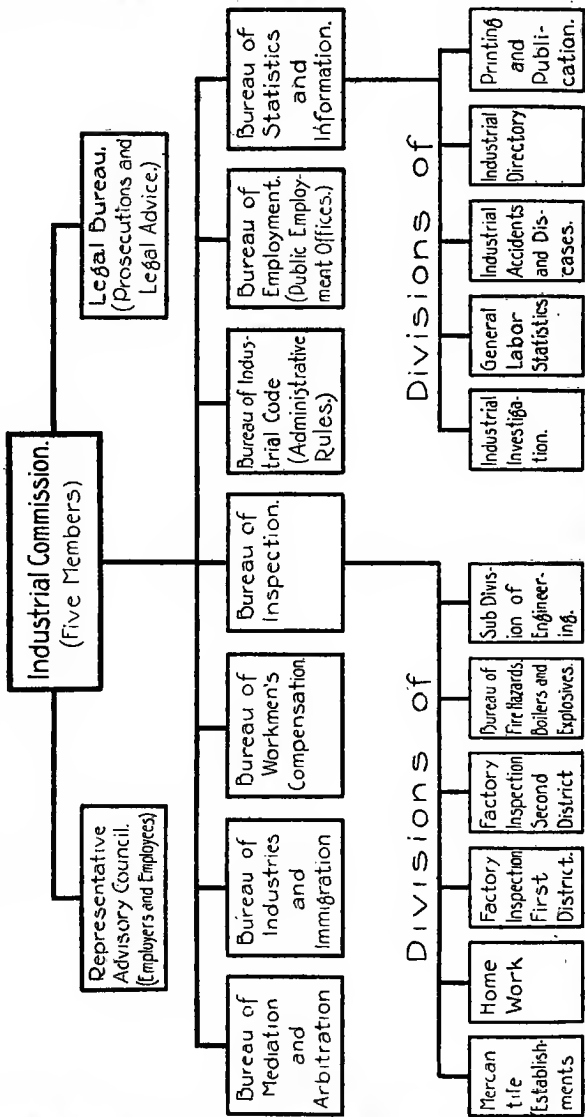 Industrial Commission.
(Five Members)
Representative
Advisory Council.
(Employers and Employees)
Legal Bureau.
(Prosecutions and
Legal Advice.)
Bureau of
Mediation
and
Arbitration
Bureau of
Industries
and
Immigration
Bureau of
Workmen's
Compensation
Bureau of
Inspection.
Bureau of Indus-
trial Code
(Administrative
Rules.)
Bureau of
Employment.
(Public Employ-
ment Offices.)
Bureau of
Statistics
and
Information.
Divisions of
Mercan
tile
Establish-
ments
Home
Work
Factory
Inspection
First
District.
Factory
Inspection
Second
District
Bureau of
Fire Hazards.
Boilers and
Explosives.
Sub Divis-
ion of
Engineer-
ing.
Divisions of
Industrial
Investiga-
tion.
General
Labor
Statistics
Industrial
Accidents
and Dis-
eases.
Industrial
Directory
Printing
and
Publi-
cation.